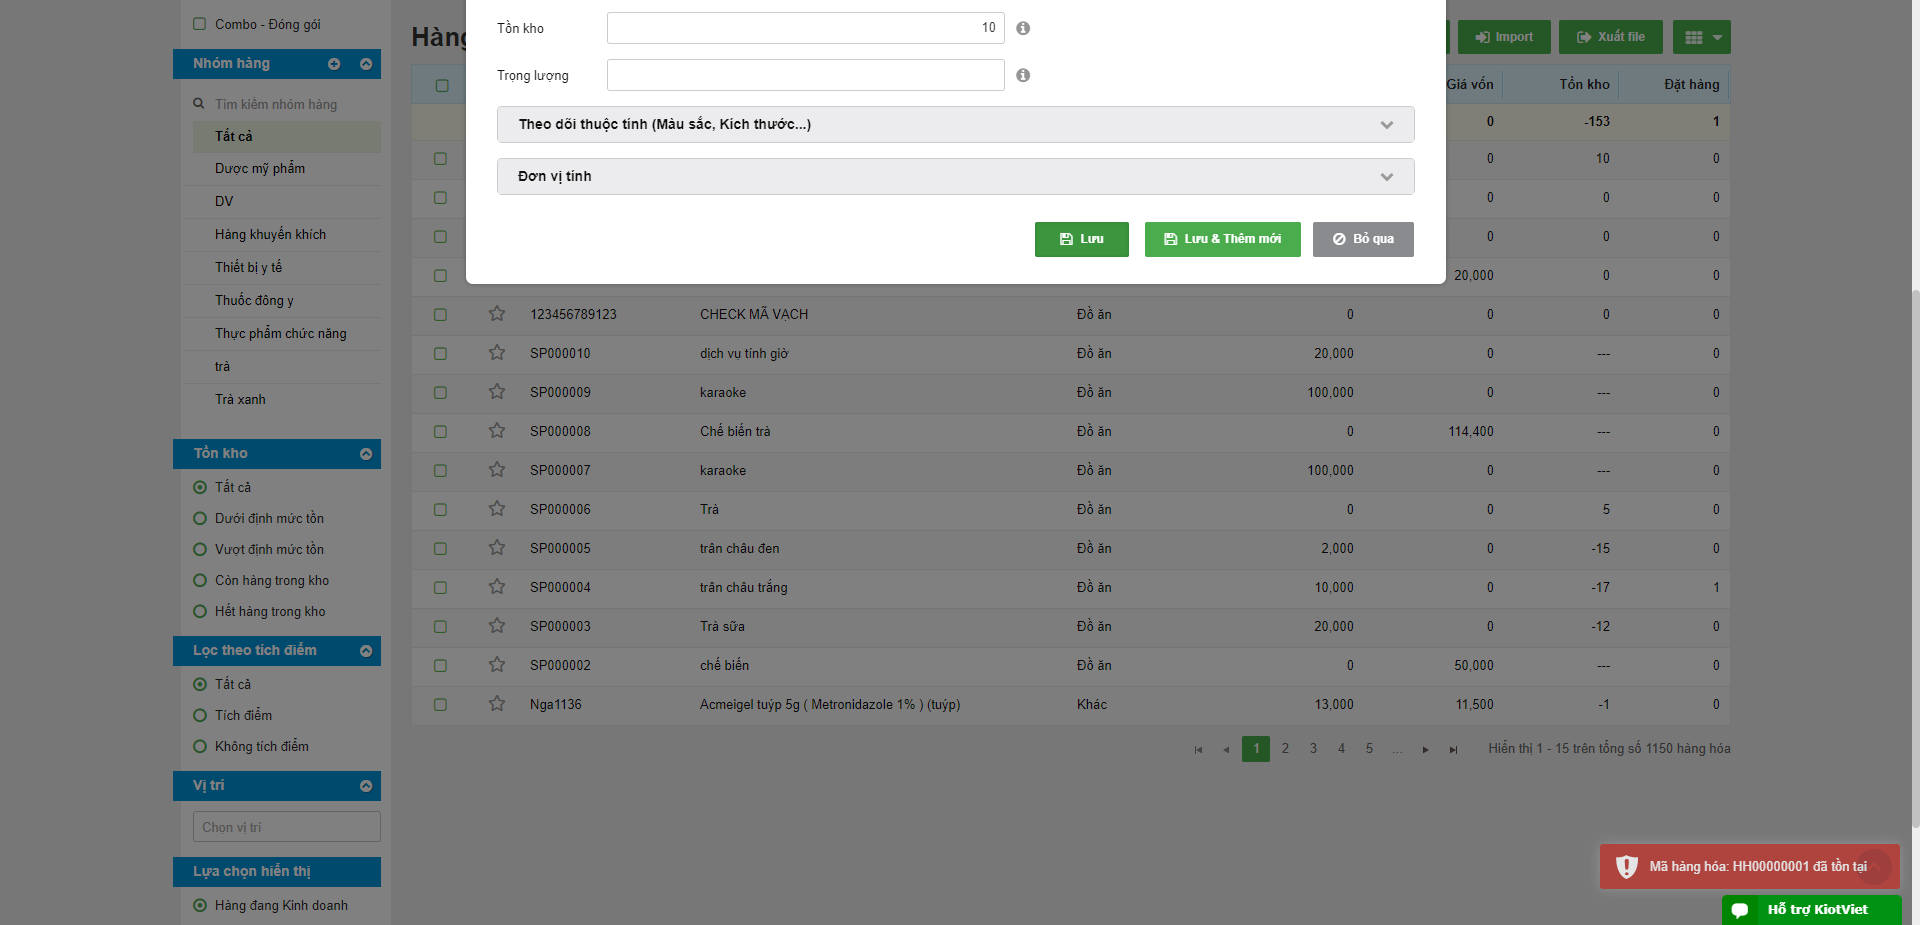 Combo - Đóng gói
Nhóm hàng
Tìm kiếm nhóm hàng
Tất cả
Dược mỹ phẩm
DV
Hàng khuyến khích
Thiết bị y tế
Thuốc đông y
Thực phẩm chức năng
trà
Trà xanh
Tồn kho
Tất cả
Dưới định mức tồn
Vượt định mức tồn
Còn hàng trong kho
Hết hàng trong kho
Lọc theo tích điểm
Tất cả
Tích điểm
Không tích điểm
Vị trí
Chọn vị trí
Lựa chọn hiển thị
Hàng đang Kinh doanh
Hàng
Import
Xuất file
Tồn kho 10
Trọng lượng
Theo dõi thuộc tính (Màu sắc, Kích thước...)
Đơn vị tính
Lưu
Lưu & Thêm mới
Bỏ qua
Giá vốn Tồn kho Đặt hàng
0 -153 1
0 10 0
0 0 0
0 0 0
20,000 0 0
123456789123 CHECK MÃ VẠCH Đồ ăn 0 0 0 0
SP000010 dịch vụ tính giờ Đồ ăn 20,000 0 --- 0
SP000009 karaoke Đồ ăn 100,000 0 --- 0
SP000008 Chế biến trà Đồ ăn 0 114,400 --- 0
SP000007 karaoke Đồ ăn 100,000 0 --- 0
SP000006 Trà Đồ ăn 0 0 5 0
SP000005 trân châu đen Đồ ăn 2,000 0 -15 0
SP000004 trân châu trắng Đồ ăn 10,000 0 -17 1
SP000003 Trà sữa Đồ ăn 20,000 0 -12 0
SP000002 chế biến Đồ ăn 0 50,000 --- 0
Nga1136 Acmeigel tuýp 5g ( Metronidazole 1% ) (tuýp) Khác 13,000 11,500 -1 0
1 2 3 4 5 ... Hiển thị 1 - 15 trên tổng số 1150 hàng hóa
Mã hàng hóa: HH00000001 đã tồn tại
Hỗ trợ KiotViet